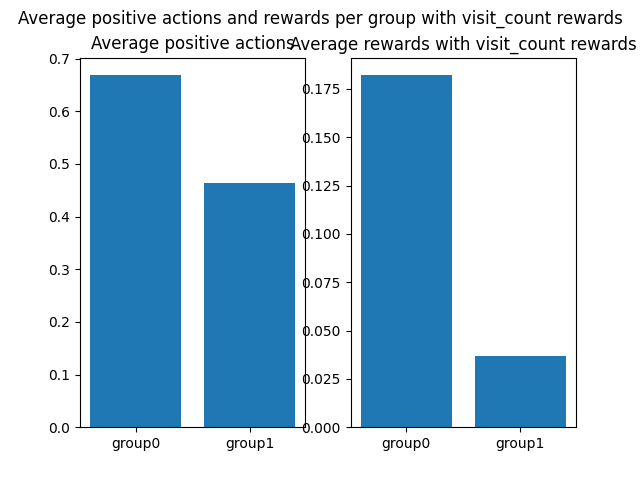 Average positive actions and rewards per group with visit_count rewards
Average positive actions
0.7
0.6
0.5
0.4
0.3
0.2
0.1
0.0
group0
group1
Average rewards with visit_count rewards
0.175
0.150
0.125
0.100
0.075
0.050
0.025
0.000
group0
group1